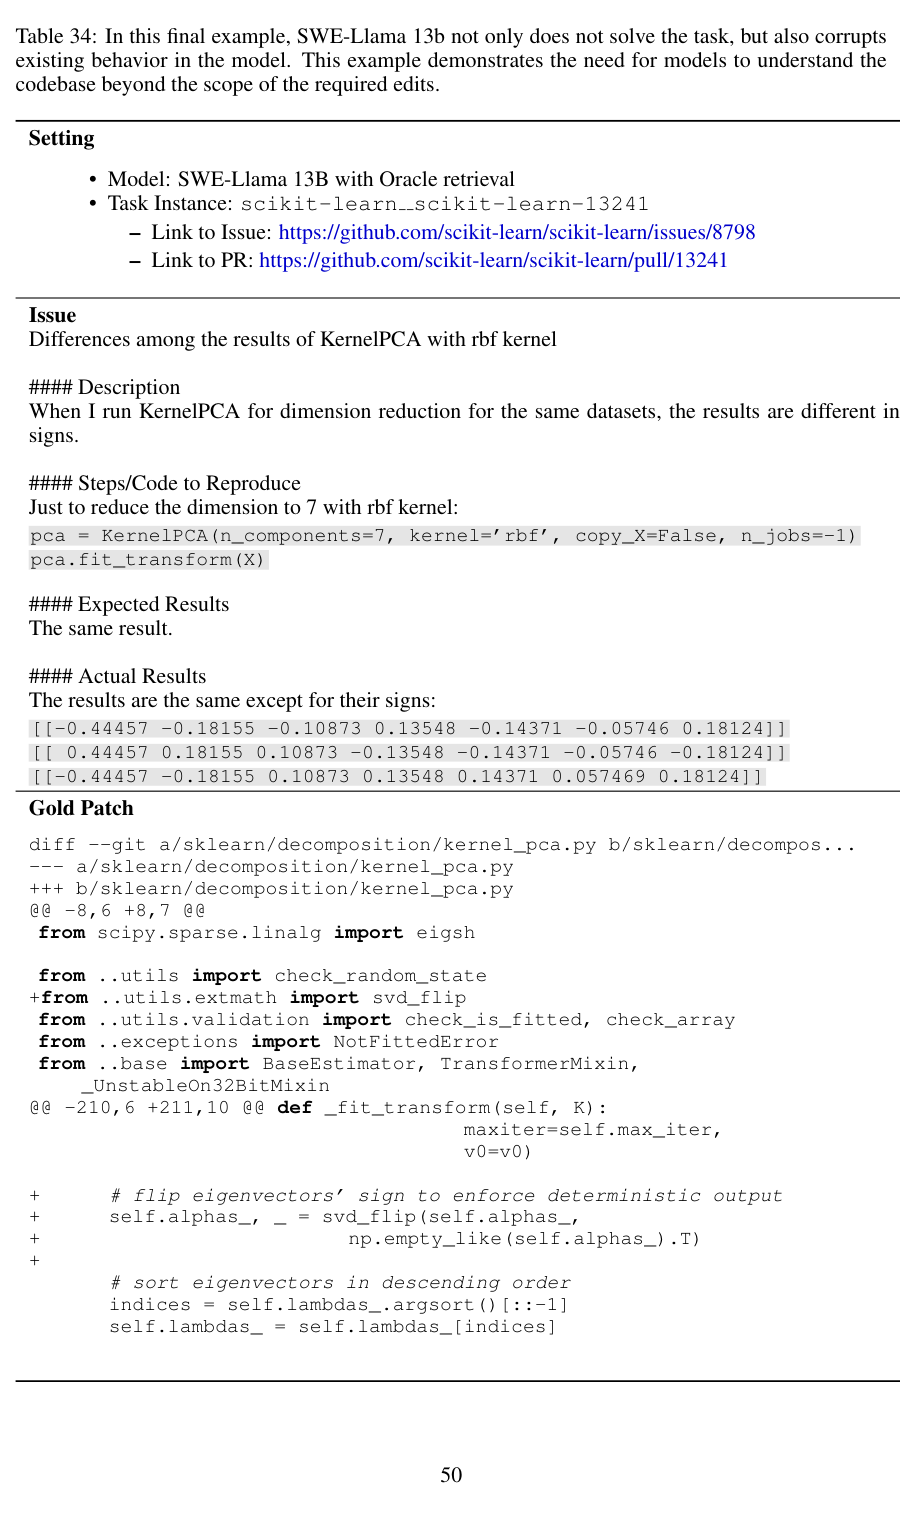 Table 34: In this final example, SWE-Llama 13b not only does not solve the task, but also corrupts
existing behavior in the model. This example demonstrates the need for models to understand the
codebase beyond the scope of the required edits.
Setting
• Model: SWE-Llama 13B with Oracle retrieval
• Task Instance: scikit-learn__scikit-learn-13241
– Link to Issue: https://github.com/scikit-learn/scikit-learn/issues/8798
– Link to PR: https://github.com/scikit-learn/scikit-learn/pull/13241
Issue
Differences among the results of KernelPCA with rbf kernel
#### Description
When I run KernelPCA for dimension reduction for the same datasets, the results are different in
signs.
#### Steps/Code to Reproduce
Just to reduce the dimension to 7 with rbf kernel:
pca = KernelPCA(n_components=7, kernel='rbf', copy_X=False, n_jobs=-1)
pca.fit_transform(X)
#### Expected Results
The same result.
#### Actual Results
The results are the same except for their signs:
[[-0.44457 -0.18155 -0.10873 0.13548 -0.14371 -0.05746 0.18124]]
[[ 0.44457 0.18155 0.10873 -0.13548 -0.14371 -0.05746 -0.18124]]
[[-0.44457 -0.18155 0.10873 0.13548 0.14371 0.057469 0.18124]]
Gold Patch
diff --git a/sklearn/decomposition/kernel_pca.py b/sklearn/decompos...
--- a/sklearn/decomposition/kernel_pca.py
+++ b/sklearn/decomposition/kernel_pca.py
@@ -8,6 +8,7 @@
from scipy.sparse.linalg import eigsh
from ..utils import check_random_state
+from ..utils.extmath import svd_flip
from ..utils.validation import check_is_fitted, check_array
from ..exceptions import NotFittedError
from ..base import BaseEstimator, TransformerMixin,
_UnstableOn32BitMixin
@@ -210,6 +211,10 @@ def _fit_transform(self, K):
maxiter=self.max_iter,
v0=v0)
+ # flip eigenvectors' sign to enforce deterministic output
+ self.alphas_, _ = svd_flip(self.alphas_,
+ np.empty_like(self.alphas_).T)
+
# sort eigenvectors in descending order
indices = self.lambdas_.argsort()[::-1]
self.lambdas_ = self.lambdas_[indices]
50